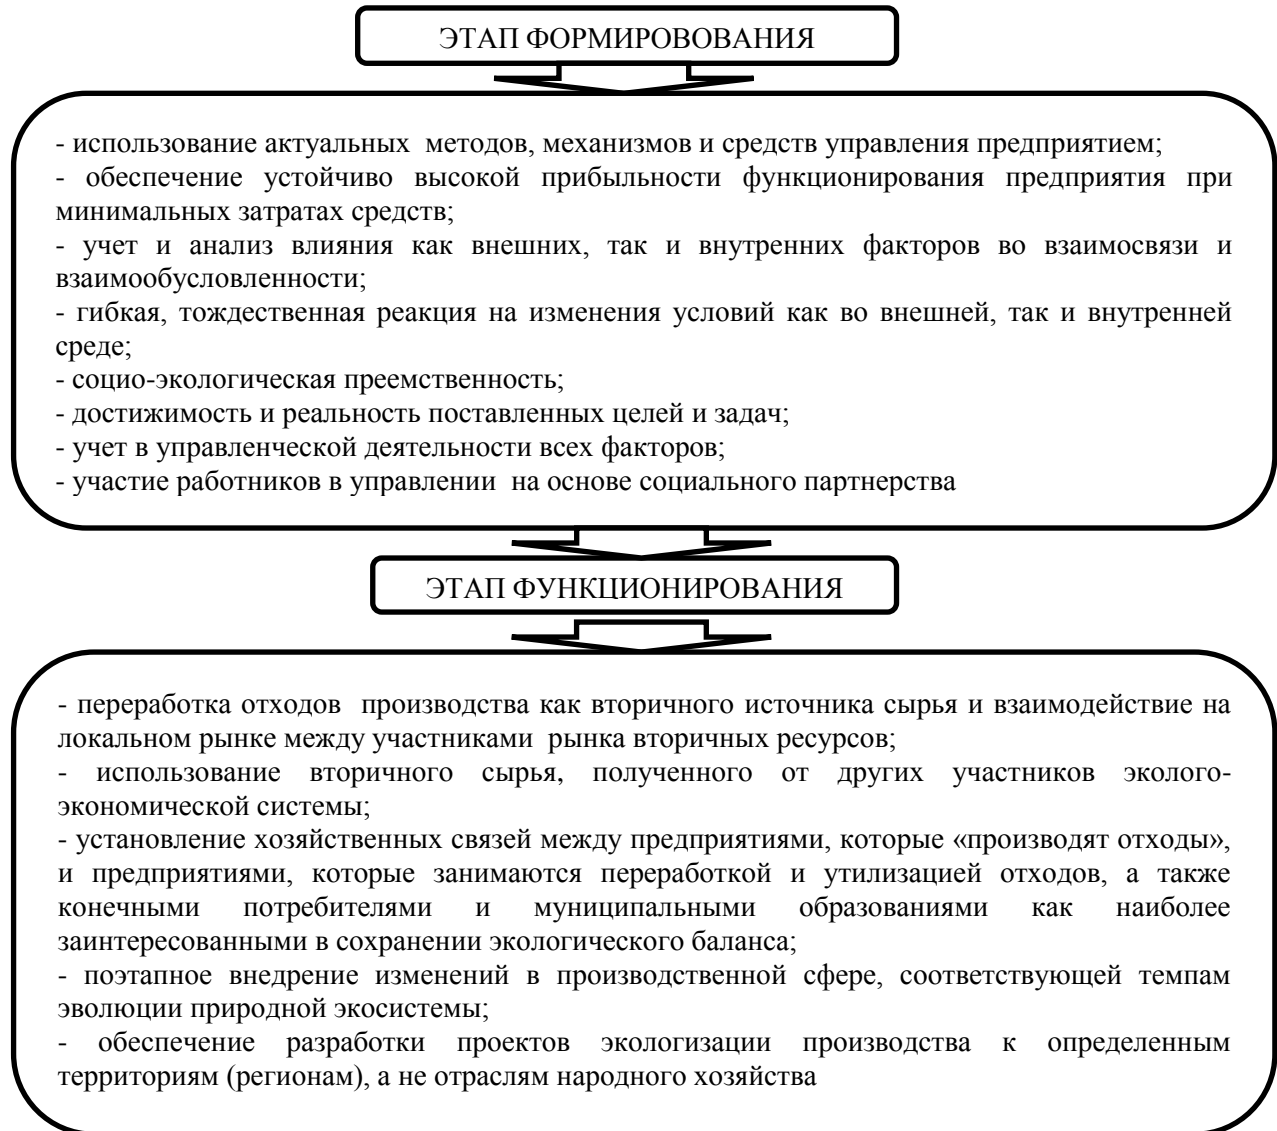 ЭТАП ФОРМИРОВОВАНИЯ
- использование актуальных методов, механизмов и средств управления предприятием;
- обеспечение устойчиво высокой прибыльности функционирования предприятия при
минимальных затратах средств;
- учет и анализ влияния как внешних, так и внутренних факторов во взаимосвязи и
взаимообусловленности;
- гибкая, тождественная реакция на изменения условий как во внешней, так и внутренней
среде;
- социо-экологическая преемственность;
- достижимость и реальность поставленных целей и задач;
- учет в управленческой деятельности всех факторов;
- участие работников в управлении на основе социального партнерства
ЭТАП ФУНКЦИОНИРОВАНИЯ
- переработка отходов производства как вторичного источника сырья и взаимодействие на
локальном рынке между участниками рынка вторичных ресурсов;
- использование вторичного сырья, полученного от других участников эколого-
экономической системы;
- установление хозяйственных связей между предприятиями, которые «производят отходы»,
и предприятиями, которые занимаются переработкой и утилизацией отходов, а также
конечными потребителями и муниципальными образованиями как наиболее
заинтересованными в сохранении экологического баланса;
- поэтапное внедрение изменений в производственной сфере, соответствующей темпам
эволюции природной экосистемы;
- обеспечение разработки проектов экологизации производства к определенным
территориям (регионам), а не отраслям народного хозяйства